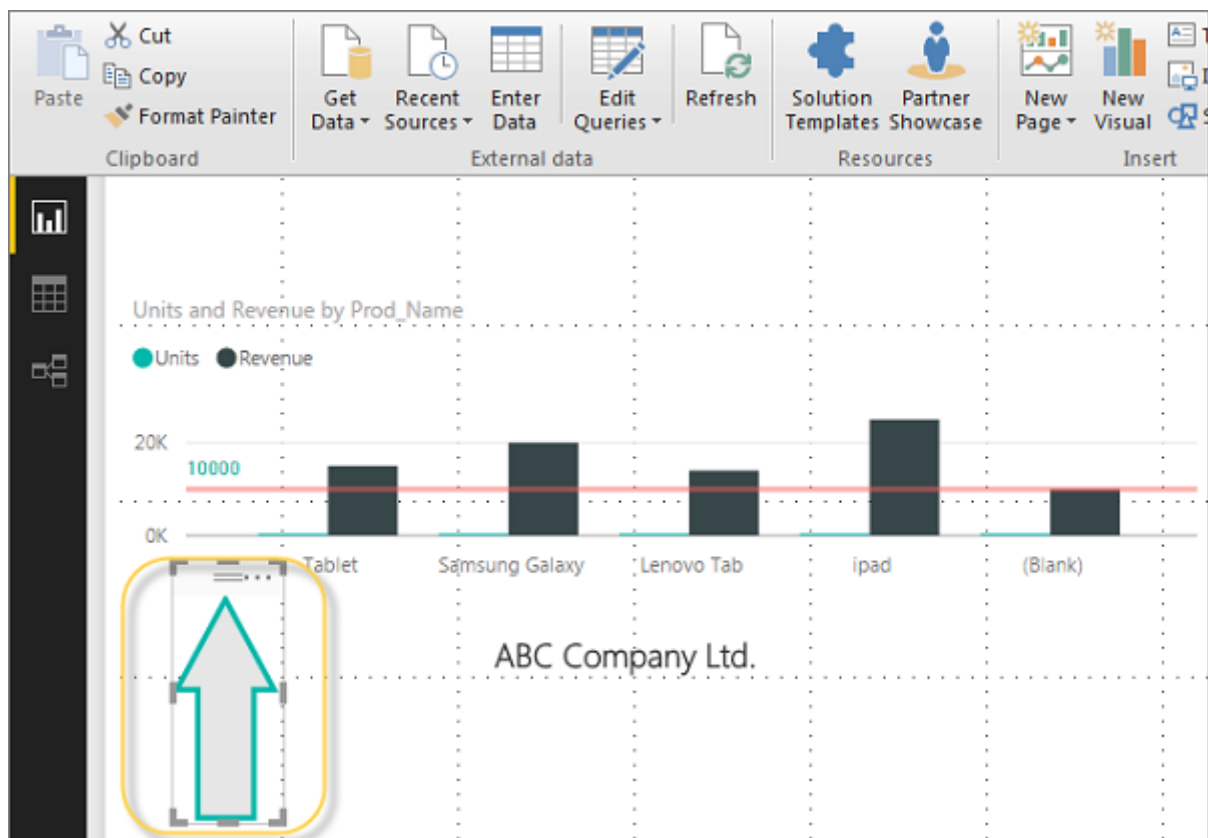 Cut
Copy
Format Painter
Paste
Clipboard
Get
Data
Recent
Sources
Enter
Data
Edit
Queries
Refresh
External data
Solution
Templates
Partner
Showcase
Resources
New
Page
New
Visual
Insert
Units and Revenue by Prod_Name
Units Revenue
20K
10000
0K
Tablet Samsung Galaxy Lenovo Tab ipad (Blank)
ABC Company Ltd.